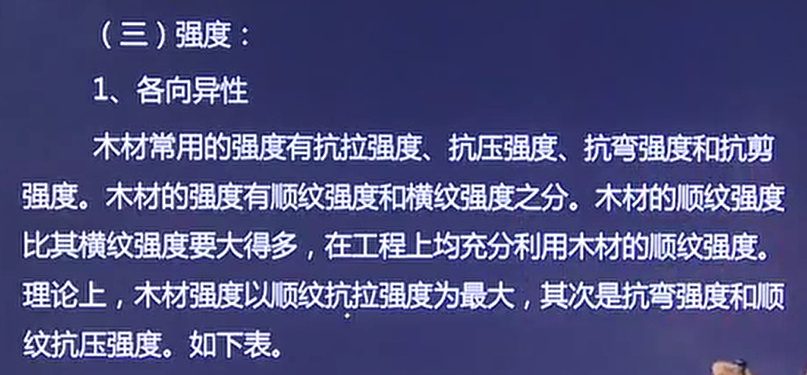 （三）强度：
1、各向异性
木材常用的强度有抗拉强度、抗压强度、抗弯强度和抗剪
强度。木材的强度有顺纹强度和横纹强度之分。木材的顺纹强度
比其横纹强度要大得多，在工程上均充分利用木材的顺纹强度。
理论上，木材强度以顺纹抗拉强度为最大，其次是抗弯强度和顺
纹抗压强度。如下表。